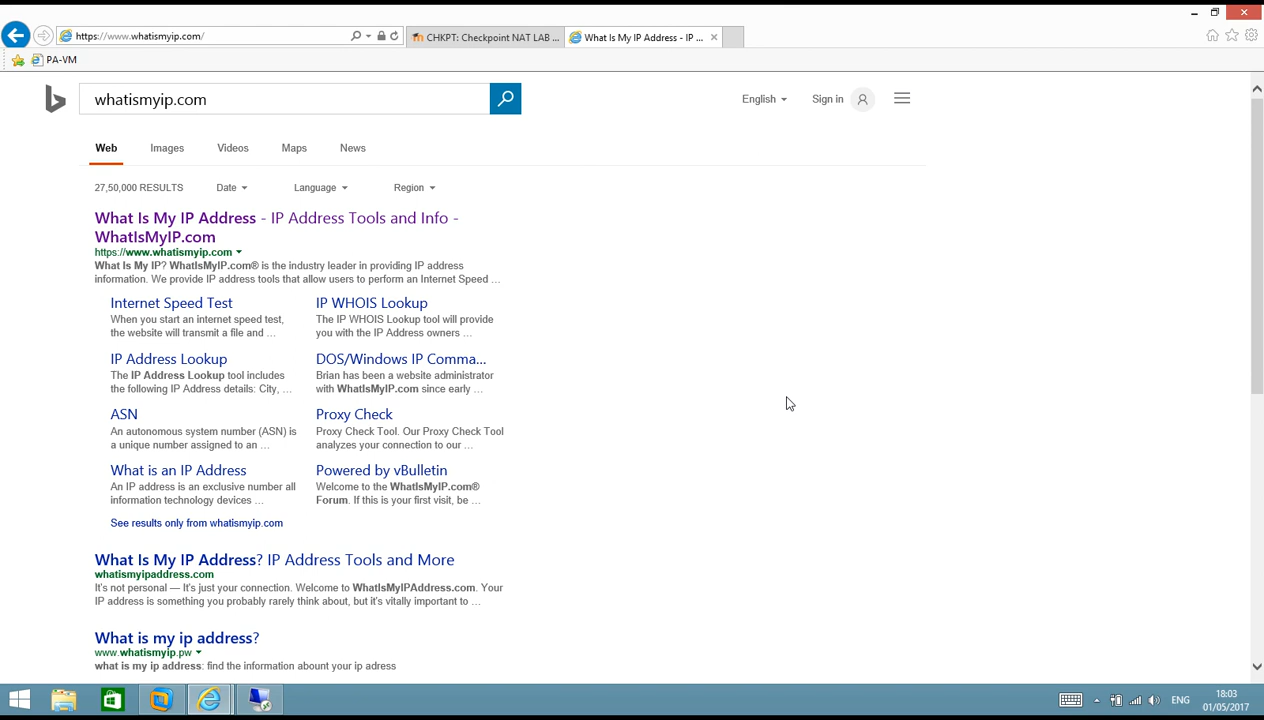 https://www.whatismyip.com/
CHKPT: Checkpoint NAT LAB ...
What Is My IP Address - IP ...
PA-VM
whatismyip.com
English
Sign in
Web
Images
Videos
Maps
News
27,50,000 RESULTS
Date
Language
Region
What Is My IP Address - IP Address Tools and Info -
WhatIsMyIP.com
https://www.whatismyip.com
What Is My IP? WhatIsMyIP.com® is the industry leader in providing IP address
information. We provide IP address tools that allow users to perform an Internet Speed ...
Internet Speed Test
When you start an internet speed test,
the website will transmit a file and ...
IP WHOIS Lookup
The IP WHOIS Lookup tool will provide
you with the IP Address owners ...
IP Address Lookup
The IP Address Lookup tool includes
the following IP Address details: City, ...
DOS/Windows IP Comma...
Brian has been a website administrator
with WhatIsMyIP.com since early ...
ASN
An autonomous system number (ASN) is
a unique number assigned to an ...
Proxy Check
Proxy Check Tool. Our Proxy Check Tool
analyzes your connection to our ...
What is an IP Address
An IP address is an exclusive number all
information technology devices ...
Powered by vBulletin
Welcome to the WhatIsMyIP.com®
Forum. If this is your first visit, be ...
See results only from whatismyip.com
What Is My IP Address? IP Address Tools and More
whatismyipaddress.com
It's not personal — It's just your connection. Welcome to WhatIsMyIPAddress.com. Your
IP address is something you probably rarely think about, but it's vitally important to ...
What is my ip address?
www.whatismyip.pw
what is my ip address: find the information abount your ip adress
ENG
18:03
01/05/2017